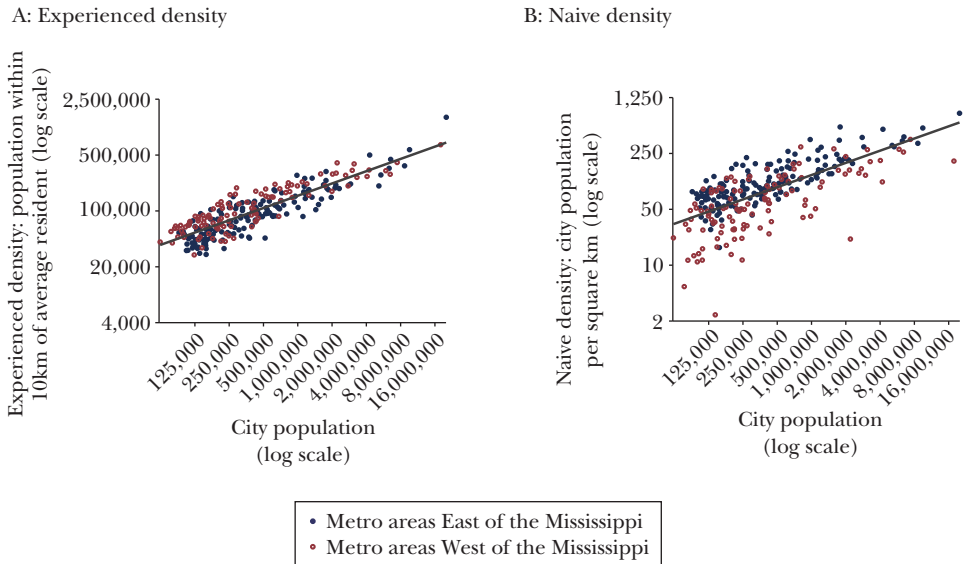 A: Experienced density
Experienced density: population within
10km of average resident (log scale)
2,500,000
500,000
100,000
20,000
4,000
125,000
250,000
500,000
1,000,000
2,000,000
4,000,000
8,000,000
16,000,000
City population
(log scale)
B: Naive density
Naive density: city population
per square km (log scale)
1,250
250
50
10
2
125,000
250,000
500,000
1,000,000
2,000,000
4,000,000
8,000,000
16,000,000
City population
(log scale)
Metro areas East of the Mississippi
Metro areas West of the Mississippi